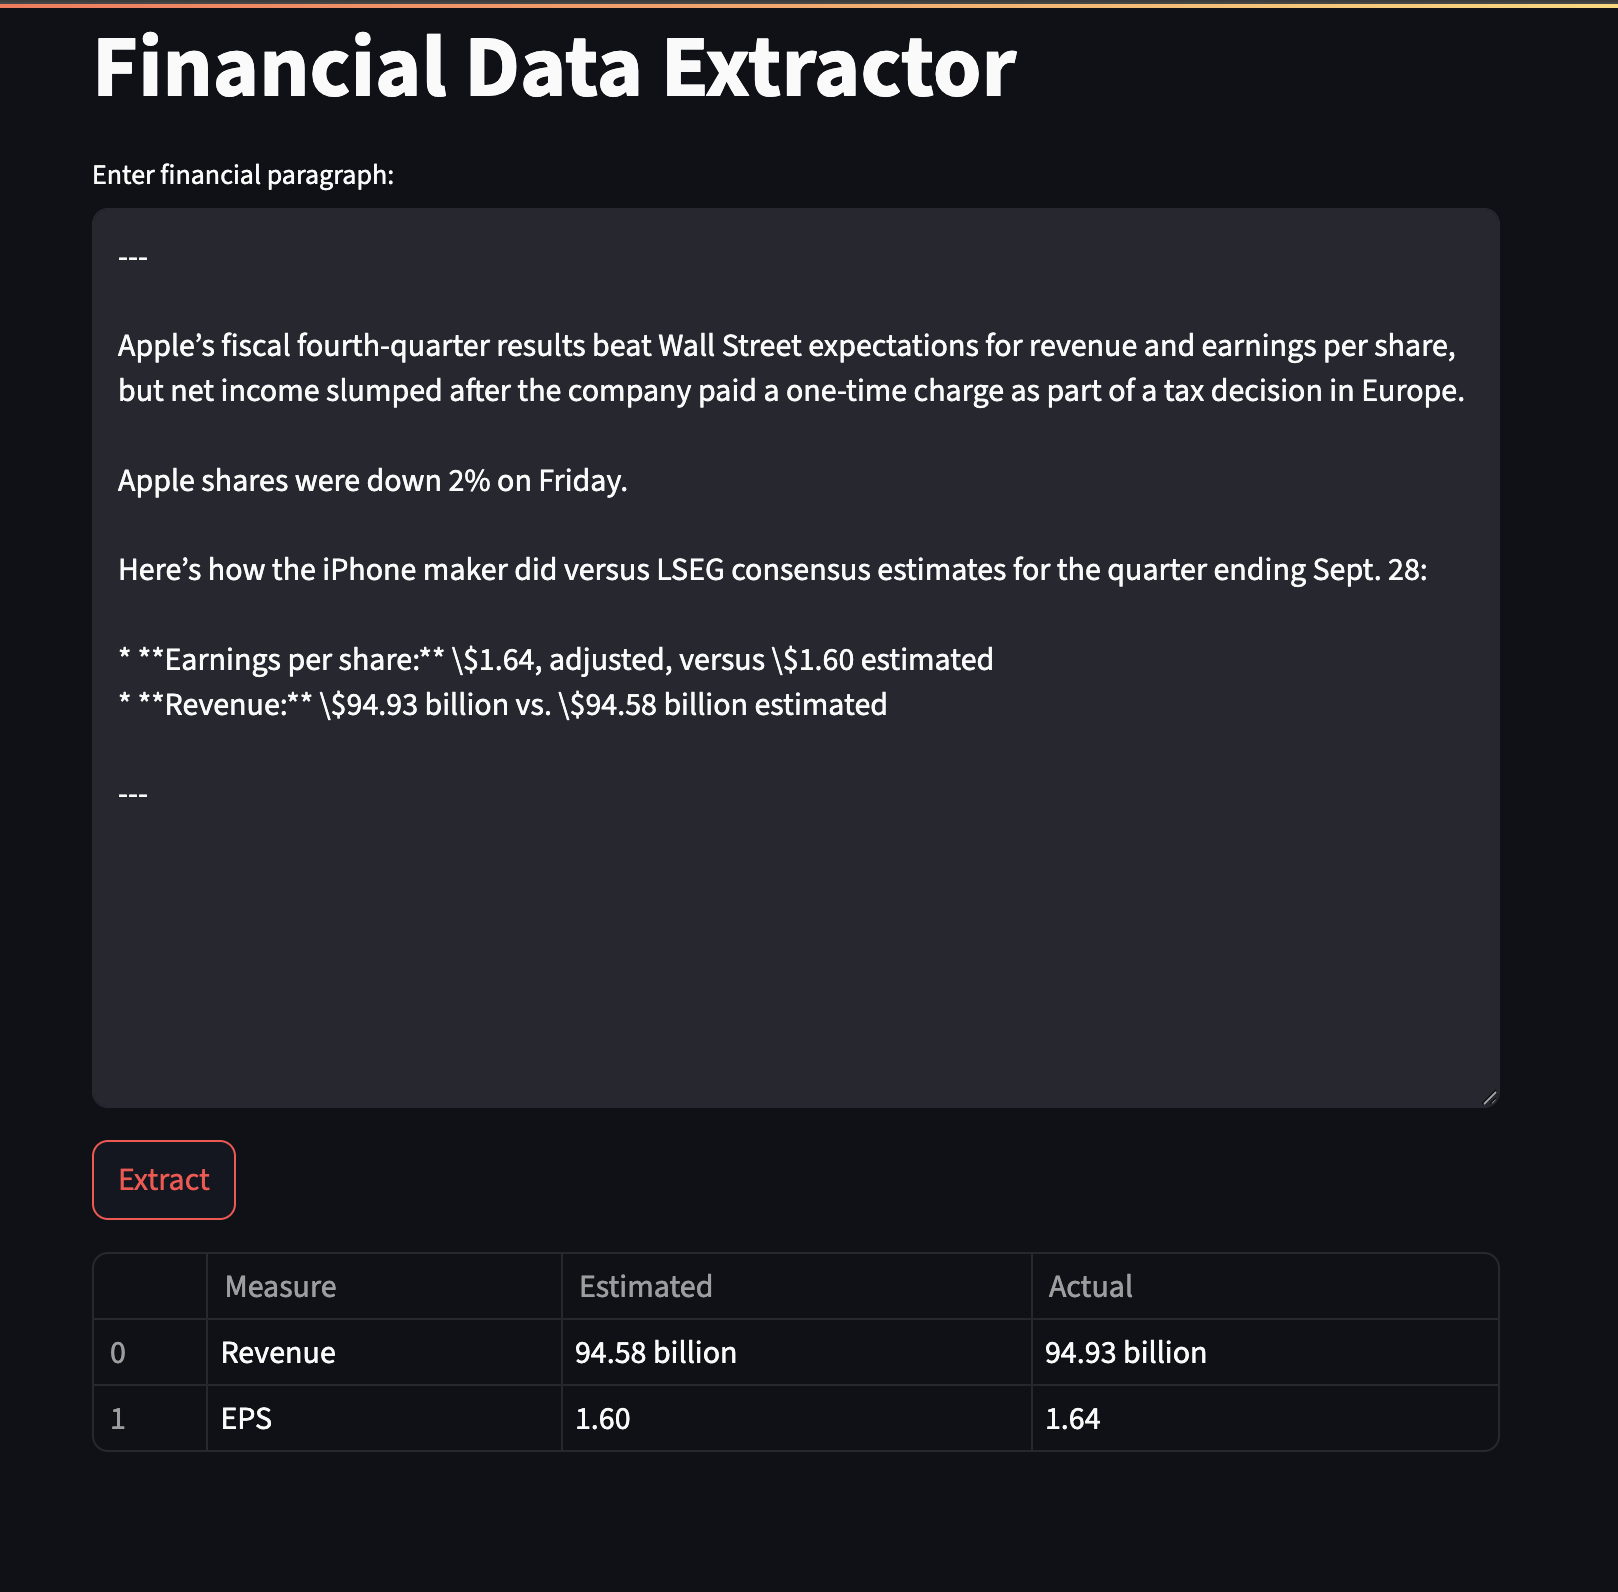 Financial Data Extractor
Enter financial paragraph:
---
Apple’s fiscal fourth-quarter results beat Wall Street expectations for revenue and earnings per share,
but net income slumped after the company paid a one-time charge as part of a tax decision in Europe.
Apple shares were down 2% on Friday.
Here’s how the iPhone maker did versus LSEG consensus estimates for the quarter ending Sept. 28:
* **Earnings per share:** \$1.64, adjusted, versus \$1.60 estimated
* **Revenue:** \$94.93 billion vs. \$94.58 billion estimated
---
Extract
Measure Estimated Actual
0 Revenue 94.58 billion 94.93 billion
1 EPS 1.60 1.64